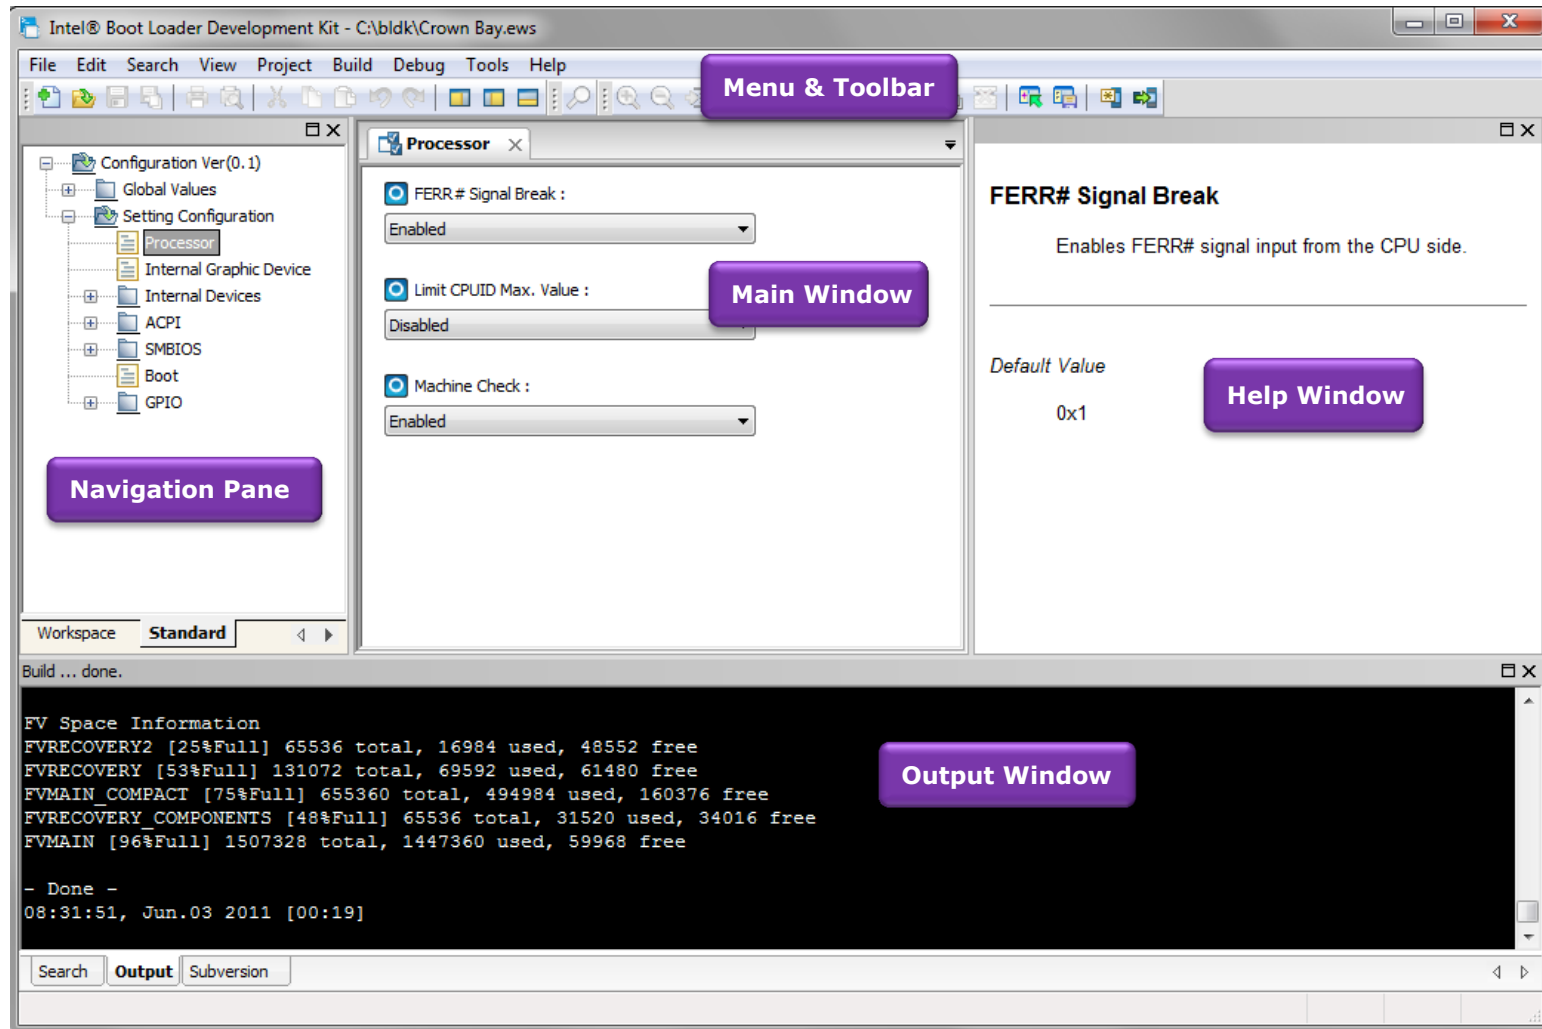 Intel® Boot Loader Development Kit - C:\bldk\Crown Bay.ews
File Edit Search View Project Build Debug Tools Help
Menu & Toolbar
Configuration Ver(0.1)
Global Values
Setting Configuration
Processor
Internal Graphic Device
Internal Devices
ACPI
SMBIOS
Boot
GPIO
Navigation Pane
Workspace Standard
Processor
FERR# Signal Break :
Enabled
Limit CPUID Max. Value :
Disabled
Machine Check :
Enabled
Main Window
FERR# Signal Break
Enables FERR# signal input from the CPU side.
Default Value
0x1
Help Window
Build ... done.
FV Space Information
FVRECOVERY2 [25%Full] 65536 total, 16984 used, 48552 free
FVRECOVERY [53%Full] 131072 total, 69592 used, 61480 free
FVMAIN_COMPACT [75%Full] 655360 total, 494984 used, 160376 free
FVRECOVERY_COMPONENTS [48%Full] 65536 total, 31520 used, 34016 free
FVMAIN [96%Full] 1507328 total, 1447360 used, 59968 free
- Done -
08:31:51, Jun.03 2011 [00:19]
Output Window
Search Output Subversion